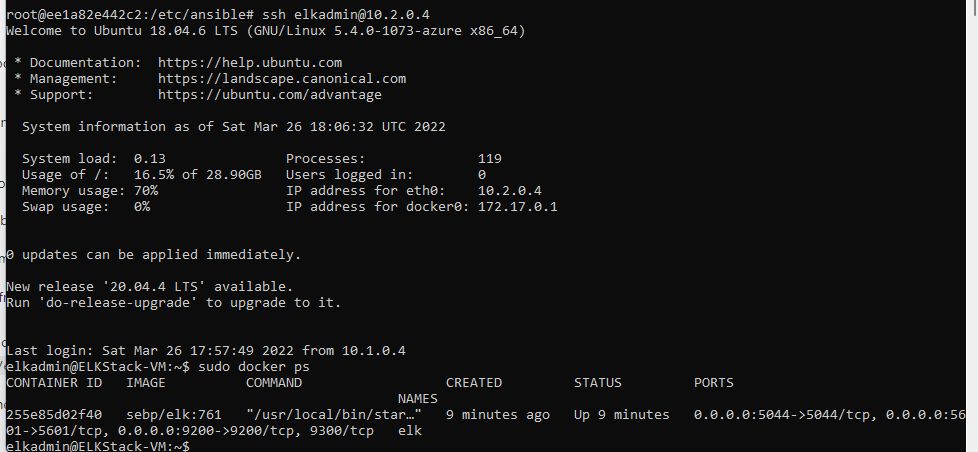 root@ee1a82e442c2:/etc/ansible# ssh elkadmin@10.2.0.4
Welcome to Ubuntu 18.04.6 LTS (GNU/Linux 5.4.0-1073-azure x86_64)
 * Documentation:  https://help.ubuntu.com
 * Management:     https://landscape.canonical.com
 * Support:        https://ubuntu.com/advantage
  System information as of Sat Mar 26 18:06:32 UTC 2022
  System load:  0.13               Processes:              119
  Usage of /:   16.5% of 28.90GB   Users logged in:        0
  Memory usage: 70%                IP address for eth0:    10.2.0.4
  Swap usage:   0%                 IP address for docker0: 172.17.0.1
0 updates can be applied immediately.
New release '20.04.4 LTS' available.
Run 'do-release-upgrade' to upgrade to it.
Last login: Sat Mar 26 17:57:49 2022 from 10.1.0.4
elkadmin@ELKStack-VM:~$ sudo docker ps
CONTAINER ID   IMAGE          COMMAND                  CREATED         STATUS         PORTS
                                                 NAMES
255e85d02f40   sebp/elk:761   "/usr/local/bin/star…"   9 minutes ago   Up 9 minutes   0.0.0.0:5044->5044/tcp, 0.0.0.0:56
01->5601/tcp, 0.0.0.0:9200->9200/tcp, 9300/tcp   elk
elkadmin@ELKStack-VM:~$